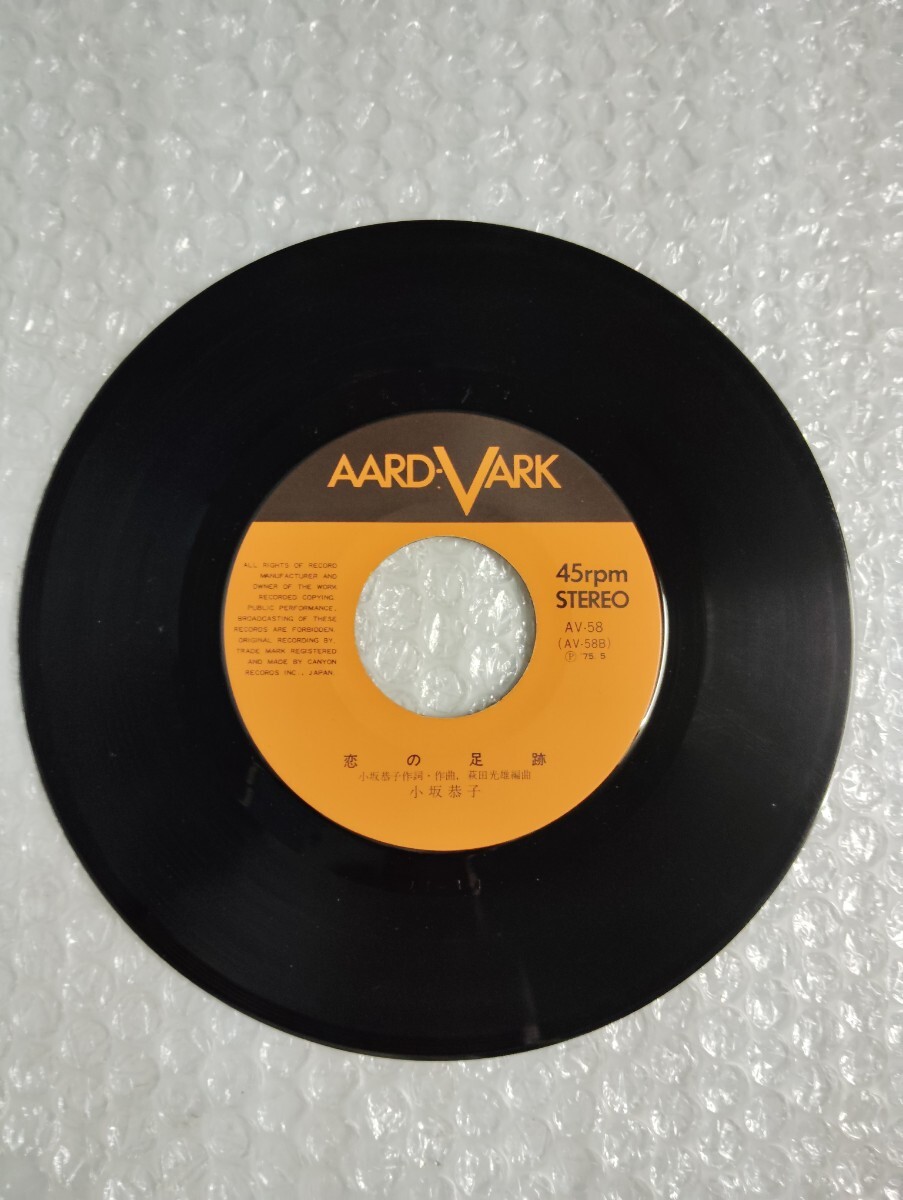 AARD-VARK
ALL RIGHTS OF RECORD
MANUFACTURER AND
OWNER OF THE WORK
RECORDED COPYING,
PUBLIC PERFORMANCE,
BROADCASTING OF THESE
RECORDS ARE FORBIDDEN.
ORIGINAL RECORDING BY,
TRADE MARK REGISTERED
AND MADE BY CANYON
RECORDS INC., JAPAN.
45rpm
STEREO
AV-58
(AV-58B)
Ⓟ '75. 5
恋の足跡
小坂恭子作詞・作曲, 萩田光雄編曲
小坂恭子